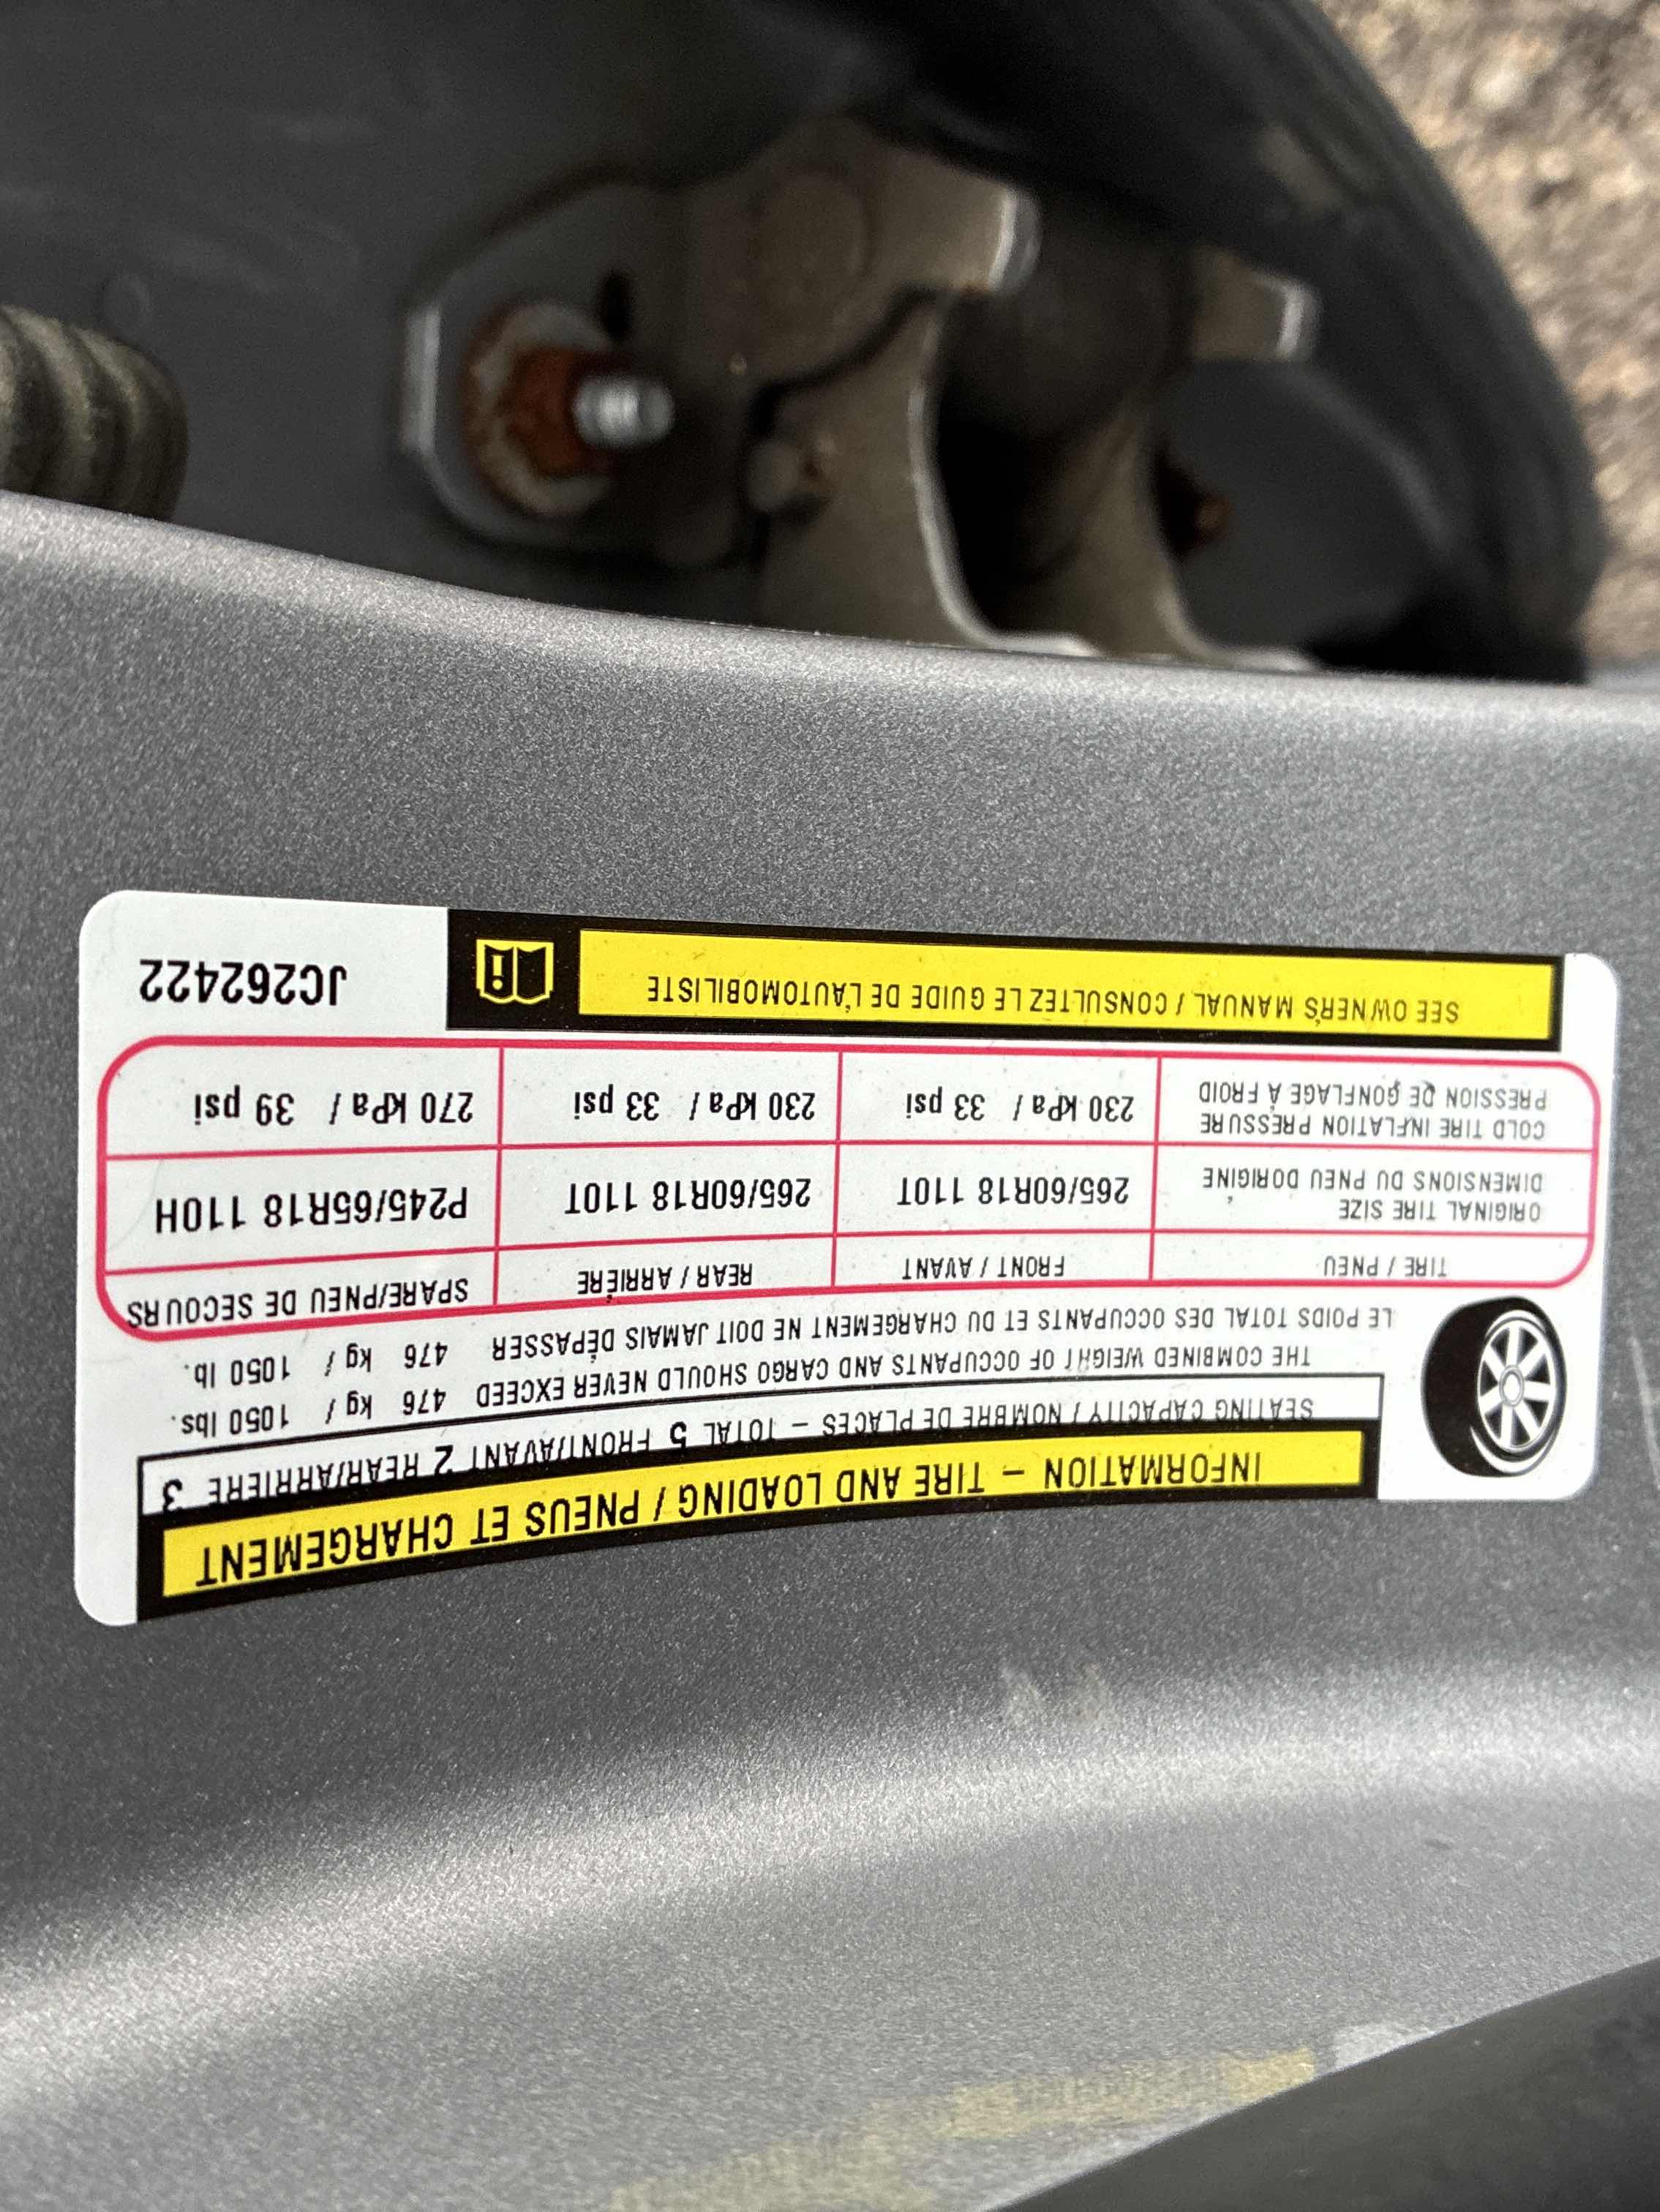 INFORMATION – TIRE AND LOADING / PNEUS ET CHARGEMENT
SEATING CAPACITY / NOMBRE DE PLACES – TOTAL 5 FRONT/AVANT 2 REAR/ARRIERE 3
THE COMBINED WEIGHT OF OCCUPANTS AND CARGO SHOULD NEVER EXCEED 476 kg / 1050 lbs.
LE POIDS TOTAL DES OCCUPANTS ET DU CHARGEMENT NE DOIT JAMAIS DÉPASSER 476 kg / 1050 lb.
TIRE / PNEU FRONT / AVANT REAR / ARRIÈRE SPARE/PNEU DE SECOURS
ORIGINAL TIRE SIZE
DIMENSIONS DU PNEU D'ORIGINE
265/60R18 110T 265/60R18 110T P245/65R18 110H
COLD TIRE INFLATION PRESSURE
PRESSION DE GONFLAGE À FROID
230 kPa / 33 psi 230 kPa / 33 psi 270 kPa / 39 psi
SEE OWNER'S MANUAL / CONSULTEZ LE GUIDE DE L'AUTOMOBILISTE
JC262422